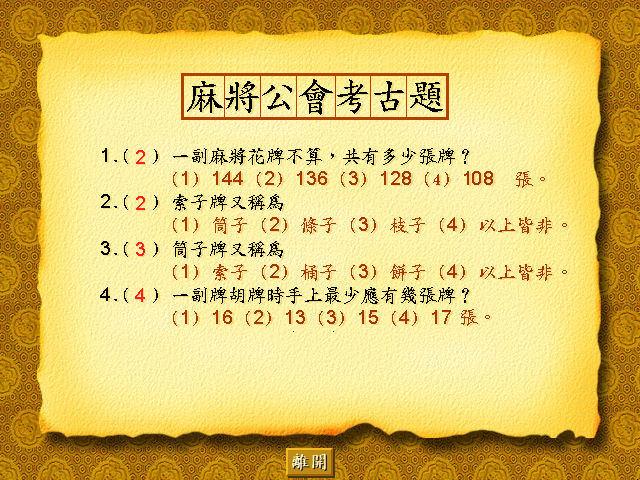 麻將公會考古題
1.(2) 一副麻將花牌不算，共有多少張牌？
(1) 144 (2) 136 (3) 128 (4) 108 張。
2.(2) 索子牌又稱為
(1) 筒子 (2) 條子 (3) 枝子 (4) 以上皆非。
3.(3) 筒子牌又稱為
(1) 索子 (2) 桶子 (3) 餅子 (4) 以上皆非。
4.(4) 一副牌胡牌時手上最少應有幾張牌？
(1) 16 (2) 13 (3) 15 (4) 17 張。
離開